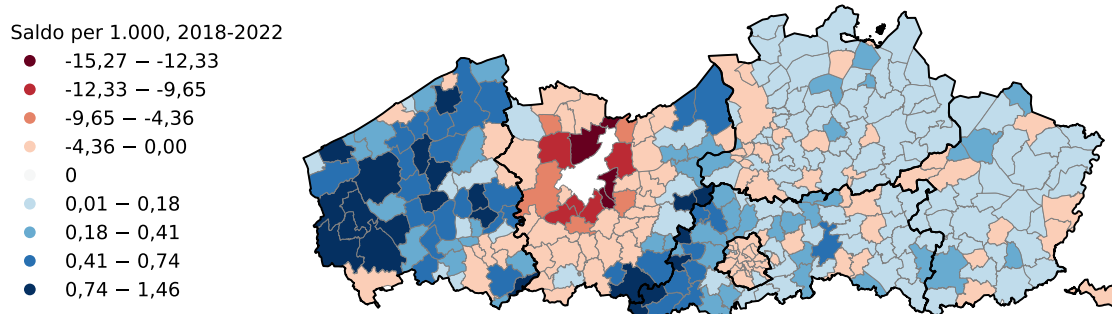 Saldo per 1.000, 2018-2022
-15,27 − -12,33
-12,33 − -9,65
-9,65 − -4,36
-4,36 − 0,00
0
0,01 − 0,18
0,18 − 0,41
0,41 − 0,74
0,74 − 1,46